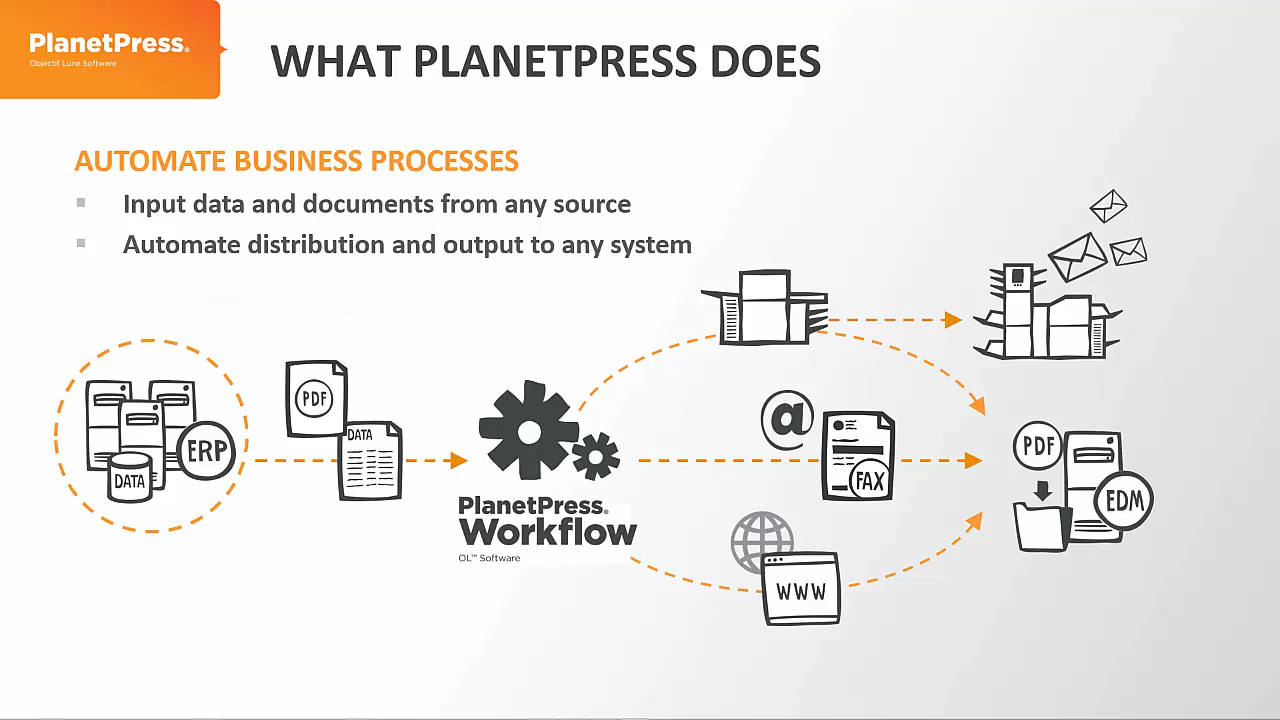 PlanetPress®
Objectif Lune Software
WHAT PLANETPRESS DOES
AUTOMATE BUSINESS PROCESSES
Input data and documents from any source
Automate distribution and output to any system
ERP
DATA
PDF
DATA
PlanetPress®
Workflow
OL™ Software
@
FAX
WWW
PDF
EDM